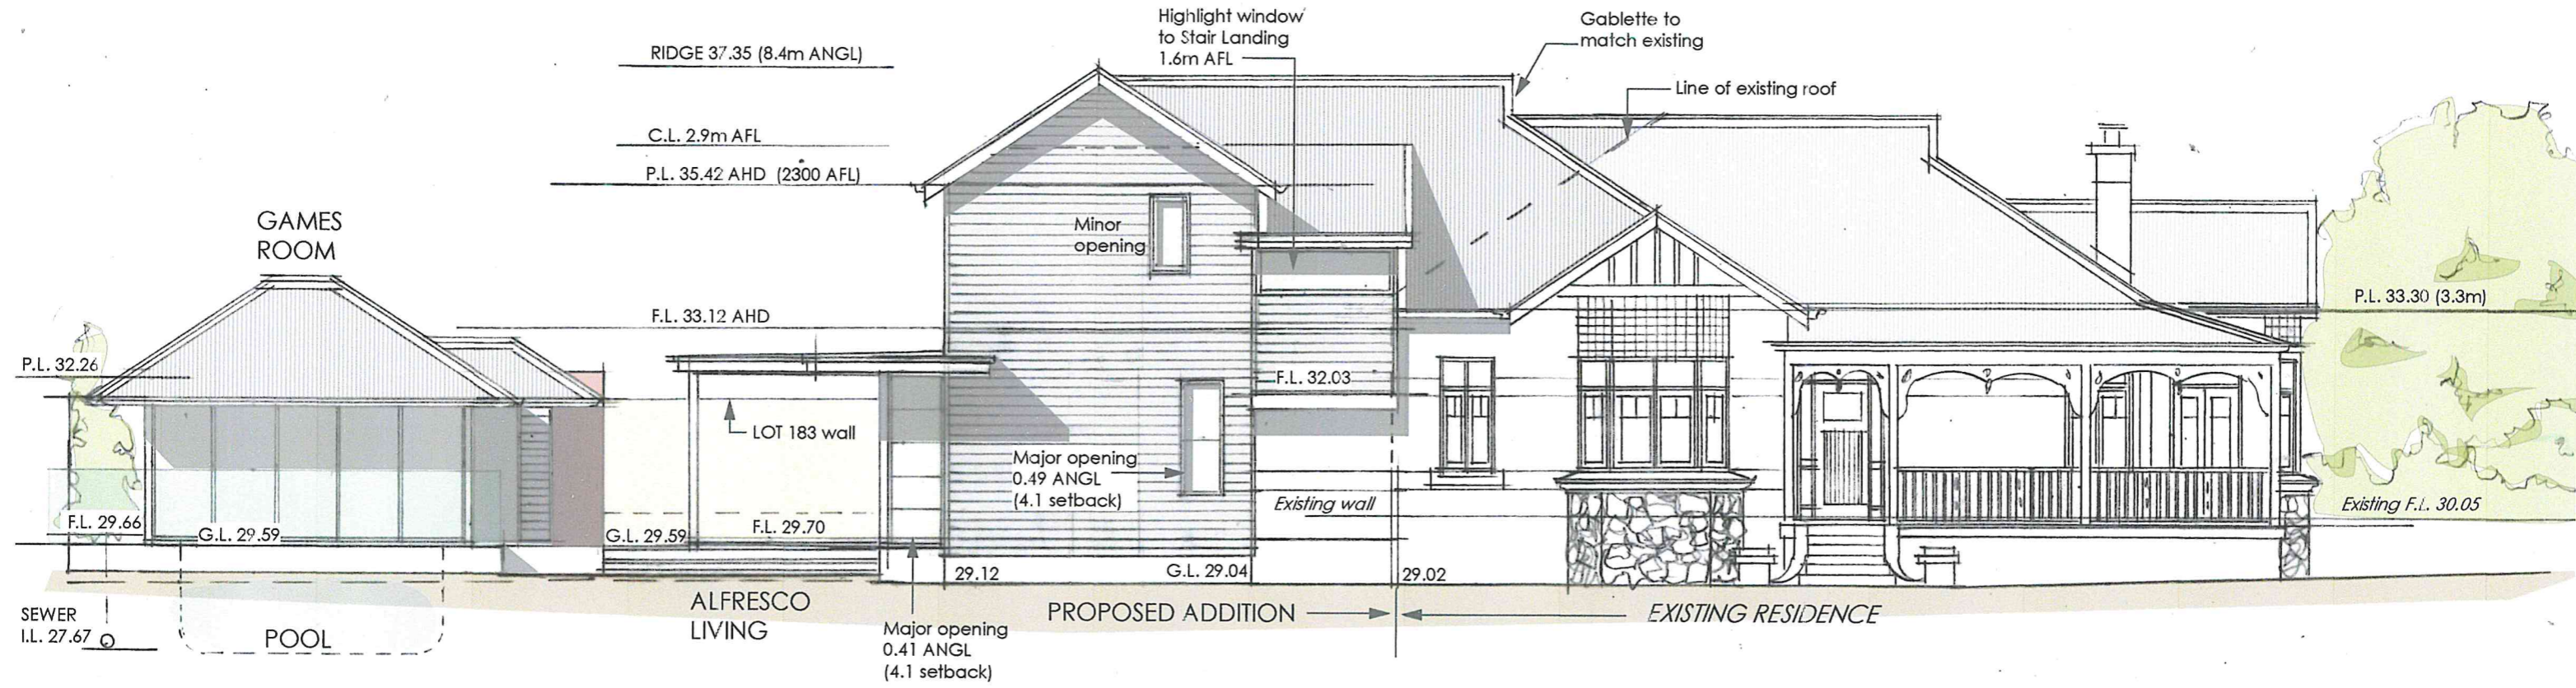 Highlight window
to Stair Landing
1.6m AFL
Gablette to
match existing
RIDGE 37.35 (8.4m ANGL)
Line of existing roof
C.L. 2.9m AFL
P.L. 35.42 AHD (2300 AFL)
GAMES
ROOM
Minor
opening
P.L. 33.30 (3.3m)
F.L. 33.12 AHD
P.L. 32.26
F.L. 32.03
LOT 183 wall
Major opening
0.49 ANGL
(4.1 setback)
Existing wall
Existing F.L. 30.05
F.L. 29.66
G.L. 29.59
G.L. 29.59
F.L. 29.70
29.12
G.L. 29.04
29.02
SEWER
I.L. 27.67
POOL
ALFRESCO
LIVING
PROPOSED ADDITION
EXISTING RESIDENCE
Major opening
0.41 ANGL
(4.1 setback)